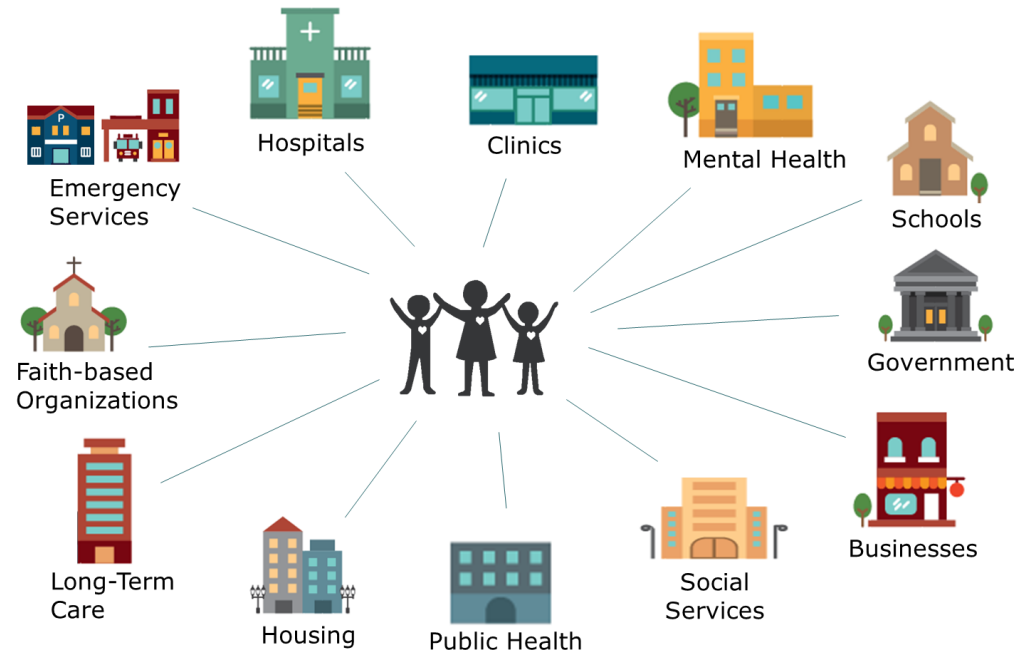 P
Hospitals
Clinics
Mental Health
Emergency
Services
Schools
Faith-based
Organizations
Government
Long-Term
Care
Housing
Public Health
Social
Services
Businesses